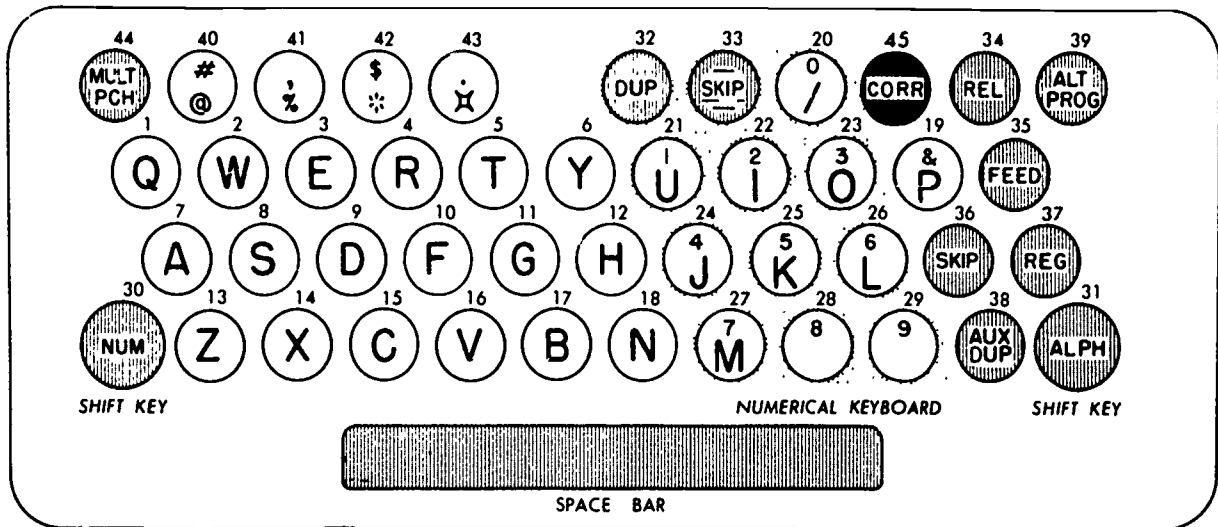 44 40 41 42 43 32 33 20 45 34 39
MULT PCH # @ , % $ * . ¤ DUP — SKIP 0 / CORR REL ALT PROG
1 2 3 4 5 6 21 22 23 19 35
Q W E R T Y 1 U 2 I 3 O & P FEED
7 8 9 10 11 12 24 25 26 36 37
A S D F G H 4 J 5 K 6 L SKIP REG
30 13 14 15 16 17 18 27 28 29 38 31
NUM Z X C V B N 7 M 8 9 AUX DUP ALPH
SHIFT KEY NUMERICAL KEYBOARD SHIFT KEY
SPACE BAR